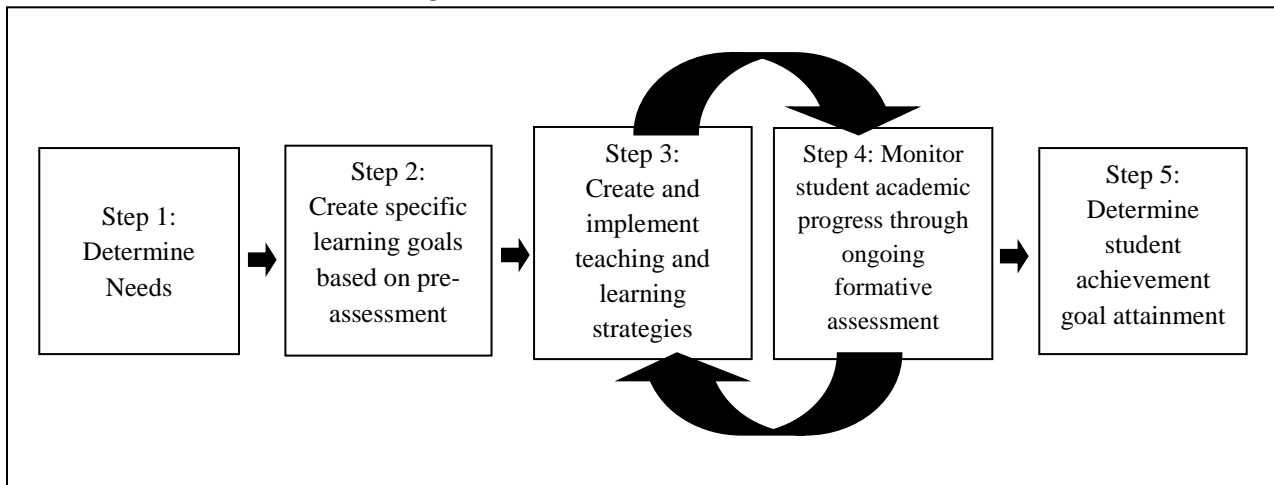 Step 1:
Determine
Needs
Step 2:
Create specific
learning goals
based on pre-
assessment
Step 3:
Create and
implement
teaching and
learning
strategies
Step 4: Monitor
student academic
progress through
ongoing
formative
assessment
Step 5:
Determine
student
achievement
goal attainment